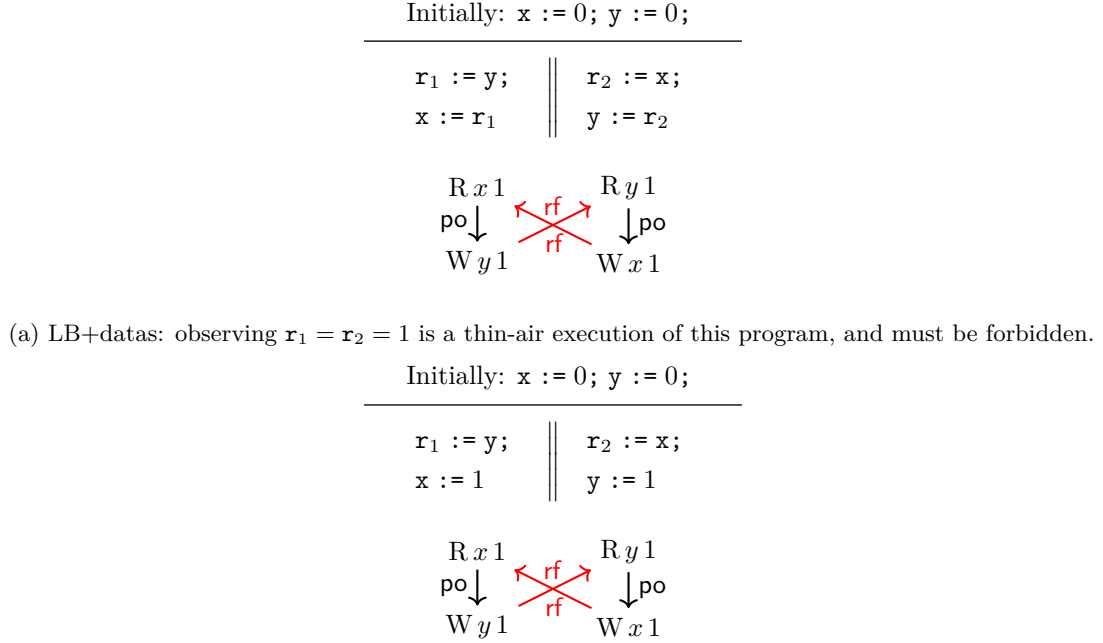 Initially: x := 0; y := 0;
r₁ := y; r₂ := x;
x := r₁ y := r₂
R x 1 R y 1
rf
po po
rf
W y 1 W x 1
(a) LB+datas: observing r₁ = r₂ = 1 is a thin-air execution of this program, and must be forbidden.
Initially: x := 0; y := 0;
r₁ := y; r₂ := x;
x := 1 y := 1
R x 1 R y 1
rf
po po
rf
W y 1 W x 1